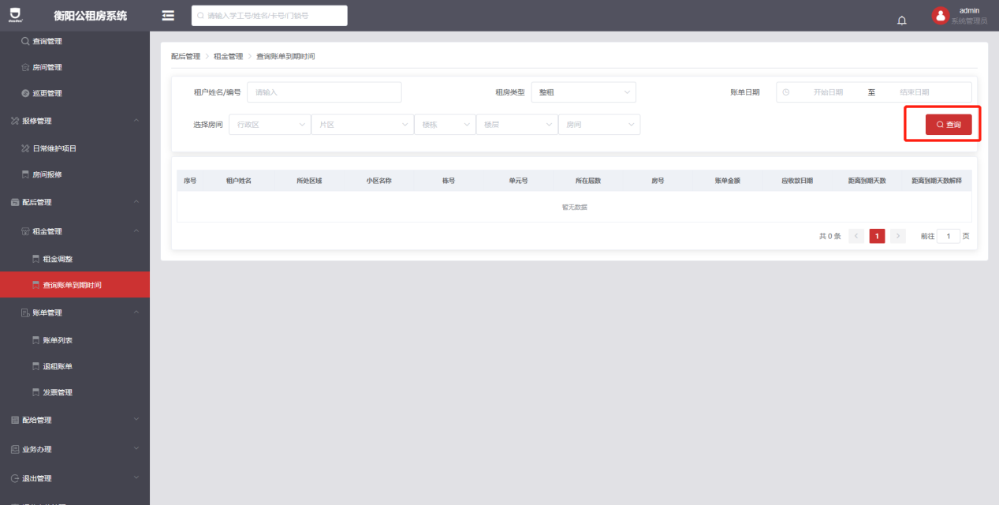 衡阳公租房系统
请输入学工号/姓名/卡号/门锁号
admin
系统管理员
查询管理
房间管理
巡更管理
报修管理
日常维护项目
房间报修
配后管理
租金管理
租金调整
查询账单到期时间
账单管理
账单列表
退租账单
发票管理
配给管理
业务办理
退出管理
配后管理 > 租金管理 > 查询账单到期时间
租户姓名/编号 请输入 租房类型 整租 账单日期 开始日期 至 结束日期
选择房间 行政区 片区 楼栋 楼层 房间 查询
序号 租户姓名 所处区域 小区名称 栋号 单元号 所在层数 房号 账单金额 应收款日期 距离到期天数 距离到期天数解释
暂无数据
共 0 条 < 1 > 前往 1 页